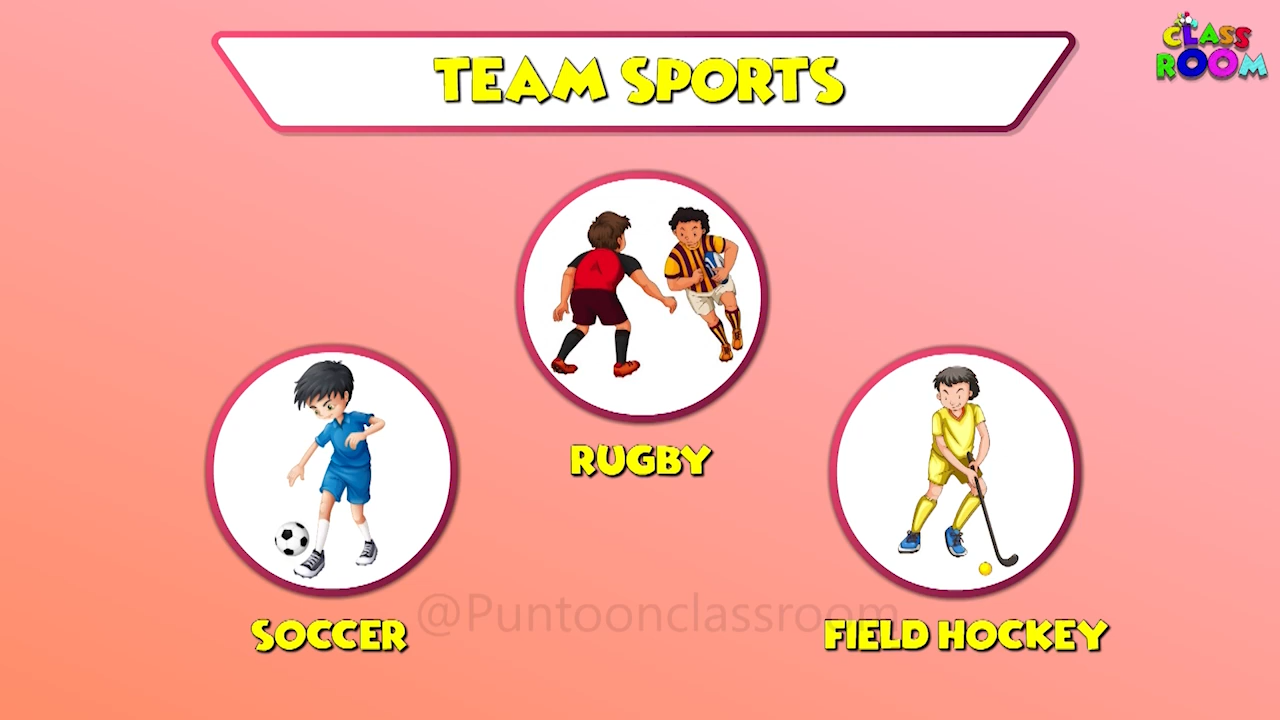 TEAM SPORTS
CLASS
ROOM
RUGBY
SOCCER
FIELD HOCKEY
@Puntoonclassroom